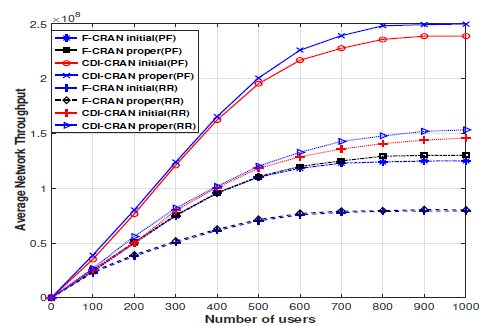 ×10⁸
2.5
2
1.5
1
0.5
0
Average Network Throughput
F-CRAN initial(PF)
F-CRAN proper(PF)
CDI-CRAN initial(PF)
CDI-CRAN proper(PF)
F-CRAN initial(RR)
F-CRAN proper(RR)
CDI-CRAN initial(RR)
CDI-CRAN proper(RR)
0 100 200 300 400 500 600 700 800 900 1000
Number of users